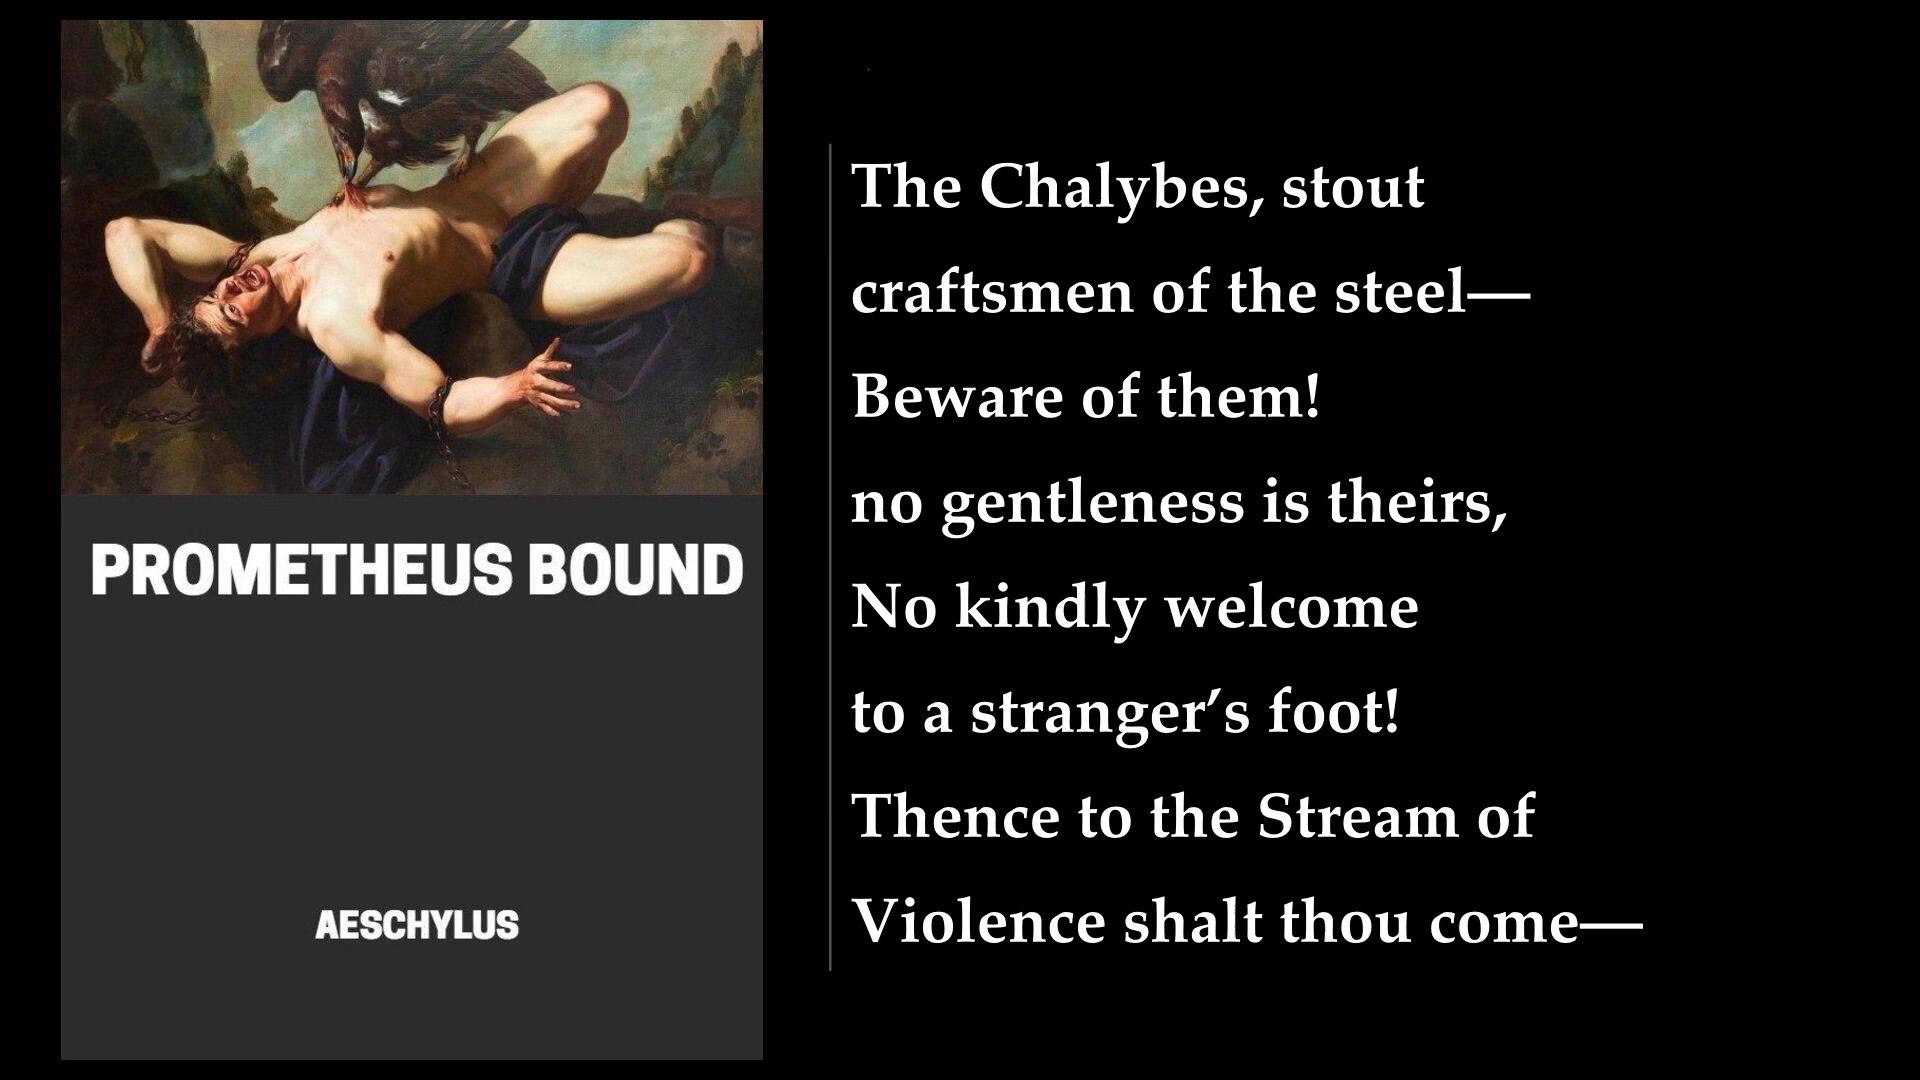 PROMETHEUS BOUND
AESCHYLUS
The Chalybes, stout
craftsmen of the steel—
Beware of them!
no gentleness is theirs,
No kindly welcome
to a stranger’s foot!
Thence to the Stream of
Violence shalt thou come—